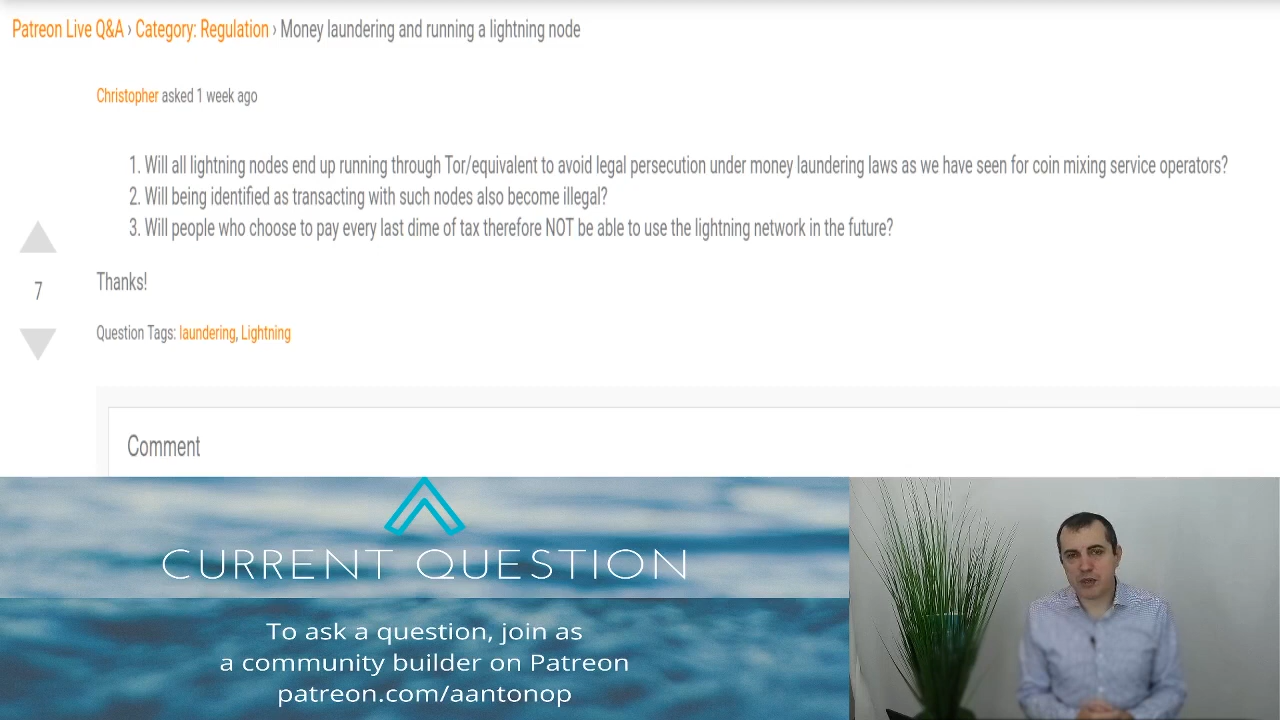 Patreon Live Q&A › Category: Regulation › Money laundering and running a lightning node
Christopher asked 1 week ago
1. Will all lightning nodes end up running through Tor/equivalent to avoid legal persecution under money laundering laws as we have seen for coin mixing service operators?
2. Will being identified as transacting with such nodes also become illegal?
3. Will people who choose to pay every last dime of tax therefore NOT be able to use the lightning network in the future?
7
Thanks!
Question Tags: laundering, Lightning
Comment
CURRENT QUESTION
To ask a question, join as
a community builder on Patreon
patreon.com/aantonop